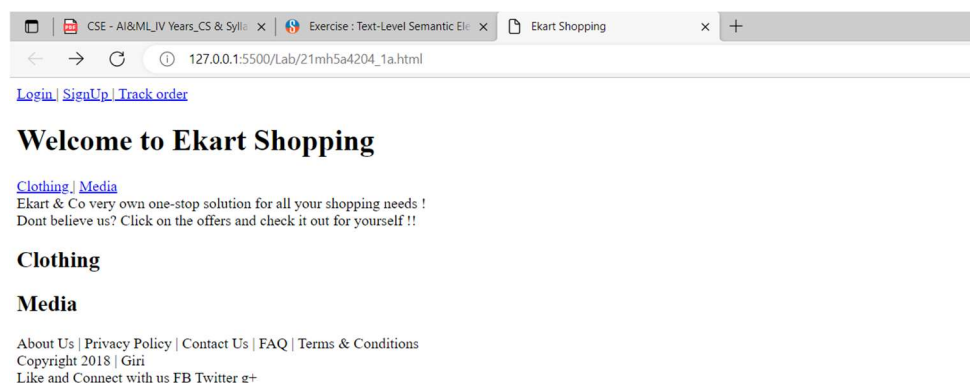 CSE - AI&ML_IV Years_CS & Sylla
Exercise : Text-Level Semantic Ele
Ekart Shopping
127.0.0.1:5500/Lab/21mh5a4204_1a.html
Login | SignUp | Track order
Welcome to Ekart Shopping
Clothing | Media
Ekart & Co very own one-stop solution for all your shopping needs !
Dont believe us? Click on the offers and check it out for yourself !!
Clothing
Media
About Us | Privacy Policy | Contact Us | FAQ | Terms & Conditions
Copyright 2018 | Giri
Like and Connect with us FB Twitter g+